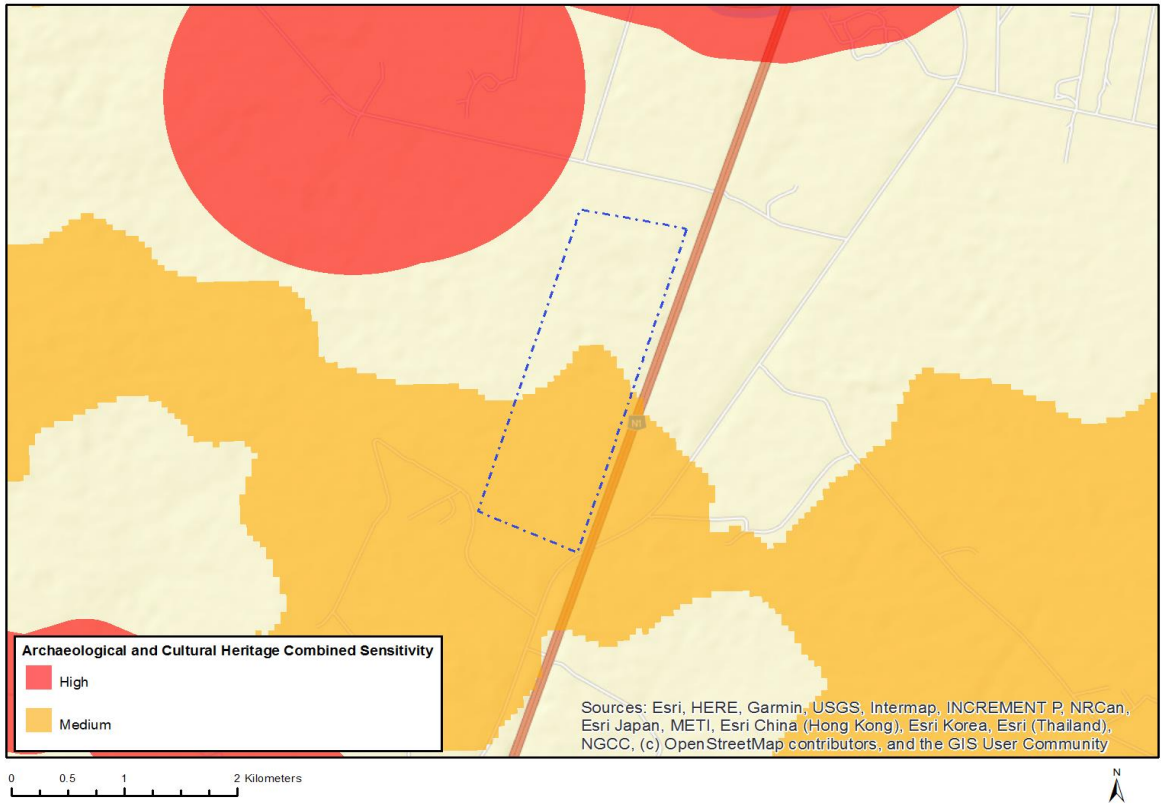 N1
Archaeological and Cultural Heritage Combined Sensitivity
High
Medium
Sources: Esri, HERE, Garmin, USGS, Intermap, INCREMENT P, NRCan,
Esri Japan, METI, Esri China (Hong Kong), Esri Korea, Esri (Thailand),
NGCC, (c) OpenStreetMap contributors, and the GIS User Community
0 0.5 1 2 Kilometers
N